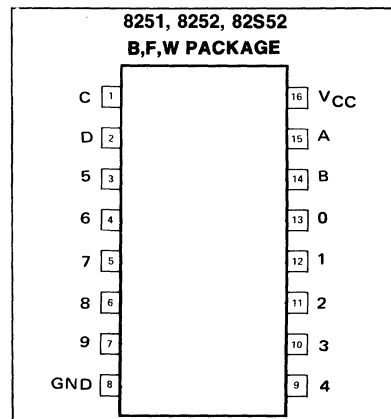 8251, 8252, 82S52
B,F,W PACKAGE
C 1 16 VCC
D 2 15 A
5 3 14 B
6 4 13 0
7 5 12 1
8 6 11 2
9 7 10 3
GND 8 9 4